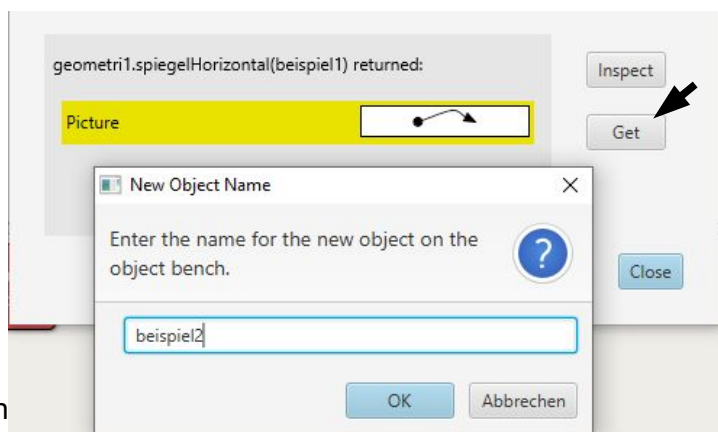 geometri1.spiegelHorizontal(beispiel1) returned:
Inspect
Picture
Get
New Object Name
Enter the name for the new object on the
object bench.
?
Close
beispiel2
n
OK
Abbrechen